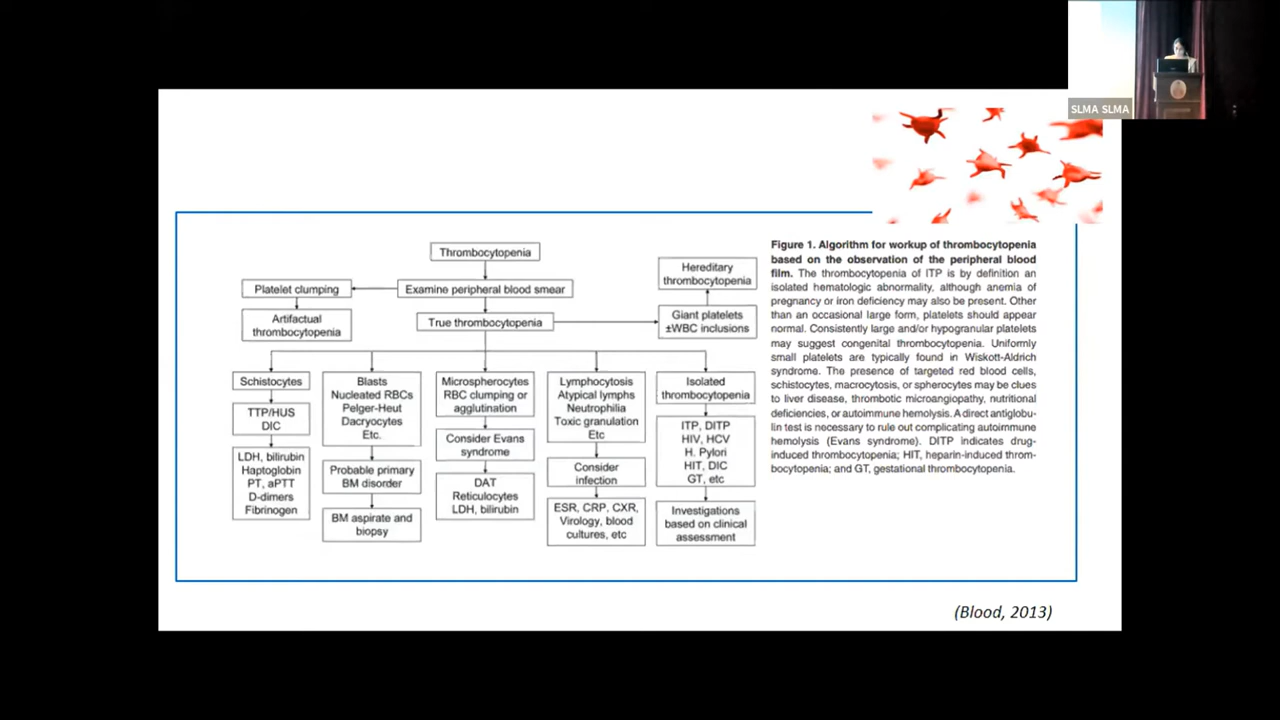 SLMA SLMA
Thrombocytopenia
Examine peripheral blood smear
Platelet clumping
Artifactual
thrombocytopenia
True thrombocytopenia
Hereditary
thrombocytopenia
Giant platelets
±WBC inclusions
Schistocytes
TTP/HUS
DIC
LDH, bilirubin
Haptoglobin
PT, aPTT
D-dimers
Fibrinogen
Blasts
Nucleated RBCs
Pelger-Heut
Dacryocytes
Etc.
Probable primary
BM disorder
BM aspirate and
biopsy
Microspherocytes
RBC clumping or
agglutination
Consider Evans
syndrome
DAT
Reticulocytes
LDH, bilirubin
Lymphocytosis
Atypical lymphs
Neutrophilia
Toxic granulation
Etc
Consider
infection
ESR, CRP, CXR,
Virology, blood
cultures, etc
Isolated
thrombocytopenia
ITP, DITP
HIV, HCV
H. Pylori
HIT, DIC
GT, etc
Investigations
based on clinical
assessment
Figure 1. Algorithm for workup of thrombocytopenia
based on the observation of the peripheral blood
film. The thrombocytopenia of ITP is by definition an
isolated hematologic abnormality, although anemia of
pregnancy or iron deficiency may also be present. Other
than an occasional large form, platelets should appear
normal. Consistently large and/or hypogranular platelets
may suggest congenital thrombocytopenia. Uniformly
small platelets are typically found in Wiskott-Aldrich
syndrome. The presence of targeted red blood cells,
schistocytes, macrocytosis, or spherocytes may be clues
to liver disease, thrombotic microangiopathy, nutritional
deficiencies, or autoimmune hemolysis. A direct antiglobu-
lin test is necessary to rule out complicating autoimmune
hemolysis (Evans syndrome). DITP indicates drug-
induced thrombocytopenia; HIT, heparin-induced throm-
bocytopenia; and GT, gestational thrombocytopenia.
(Blood, 2013)